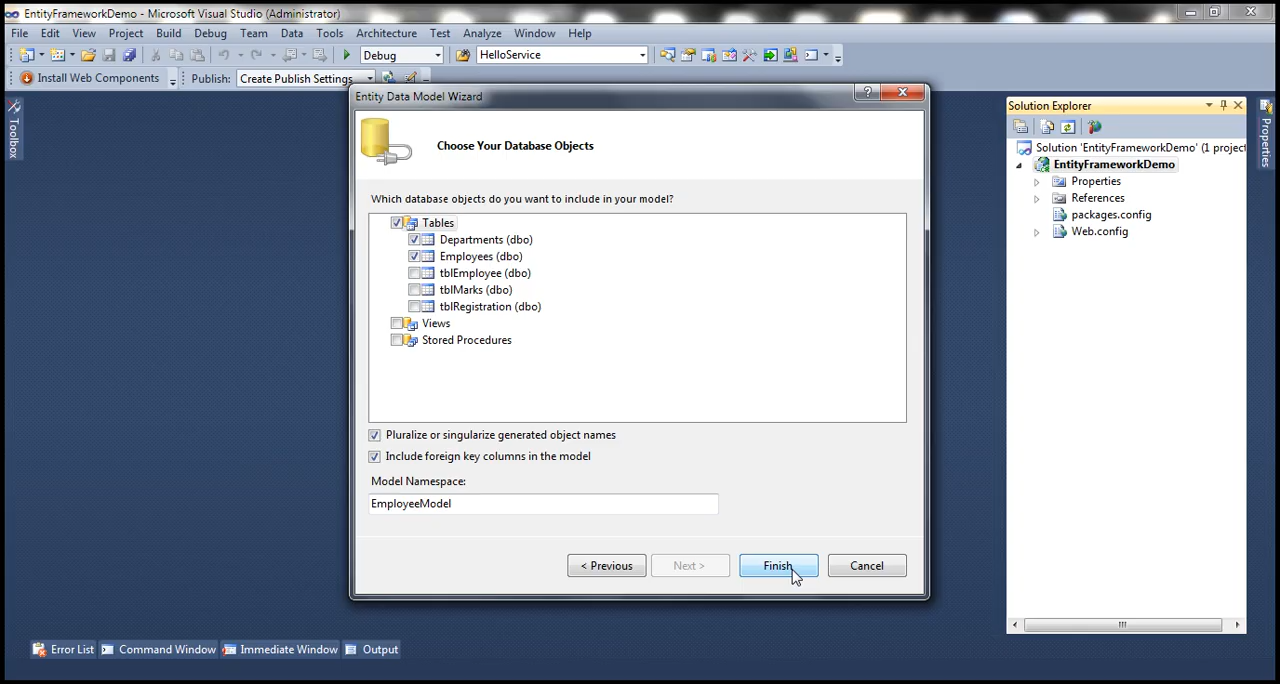 EntityFrameworkDemo - Microsoft Visual Studio (Administrator)
File Edit View Project Build Debug Team Data Tools Architecture Test Analyze Window Help
Debug HelloService
Install Web Components Publish: Create Publish Settings
Toolbox
Entity Data Model Wizard
?
Choose Your Database Objects
Which database objects do you want to include in your model?
Tables
Departments (dbo)
Employees (dbo)
tblEmployee (dbo)
tblMarks (dbo)
tblRegistration (dbo)
Views
Stored Procedures
Pluralize or singularize generated object names
Include foreign key columns in the model
Model Namespace:
EmployeeModel
< Previous Next > Finish Cancel
Solution Explorer
Solution 'EntityFrameworkDemo' (1 project
EntityFrameworkDemo
Properties
References
packages.config
Web.config
Properties
Error List Command Window Immediate Window Output